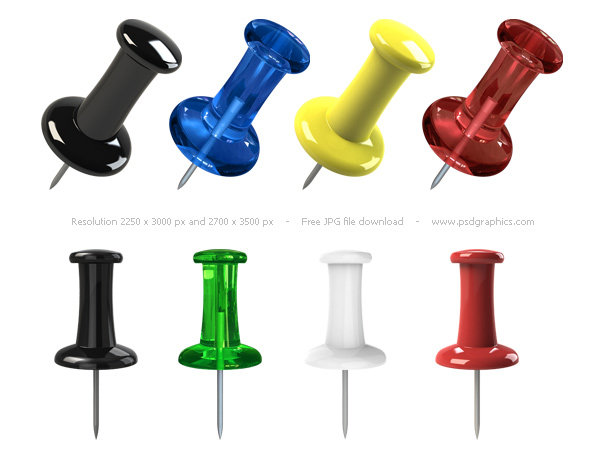 Resolution 2250 x 3000 px and 2700 x 3500 px - Free JPG file download - www.psdgraphics.com